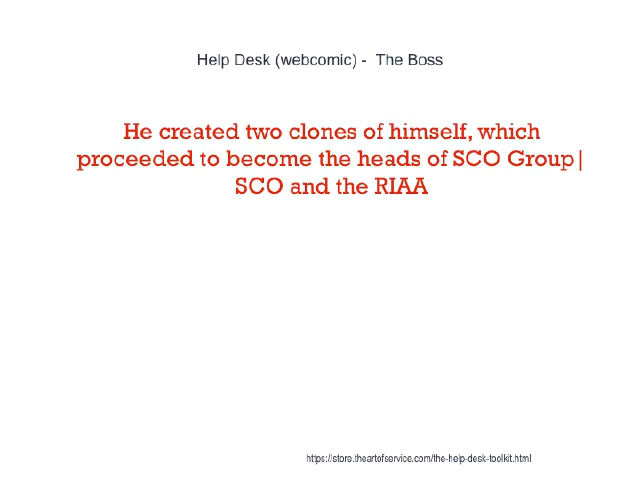 Help Desk (webcomic) -  The Boss
He created two clones of himself, which
proceeded to become the heads of SCO Group|
SCO and the RIAA
https://store.theartofservice.com/the-help-desk-toolkit.html